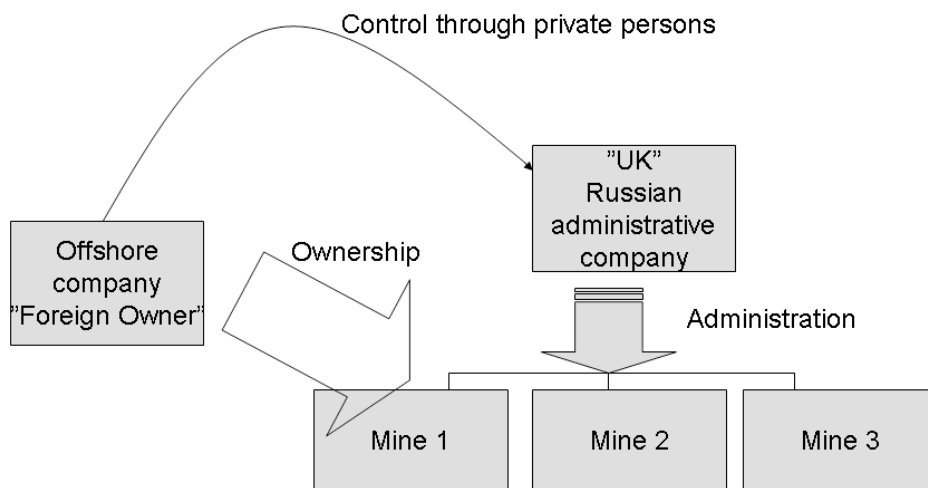 Control through private persons
”UK”
Russian
administrative
company
Offshore
company
”Foreign Owner”
Ownership
Administration
Mine 1
Mine 2
Mine 3